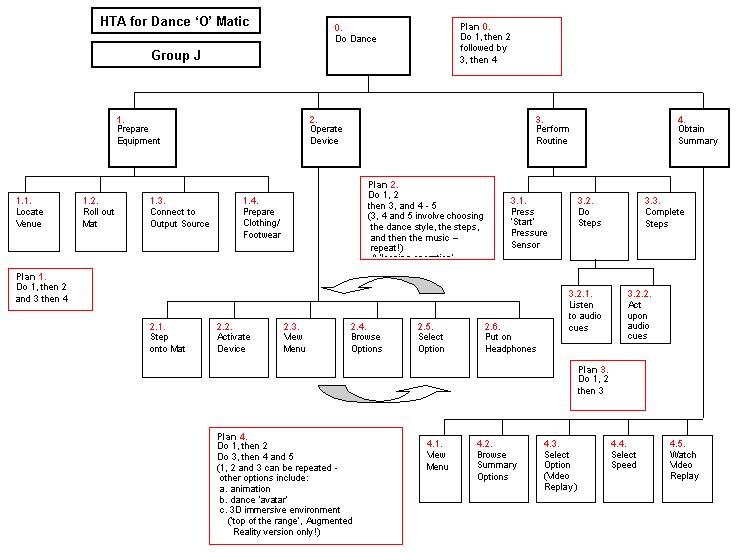 HTA for Dance ‘O’ Matic
Group J
0.
Do Dance
Plan 0.
Do 1, then 2
followed by
3, then 4
1.
Prepare
Equipment
2.
Operate
Device
3.
Perform
Routine
4.
Obtain
Summary
1.1.
Locate
Venue
1.2.
Roll out
Mat
1.3.
Connect to
Output Source
1.4.
Prepare
Clothing/
Footwear
Plan 2.
Do 1, 2
then 3, and 4 - 5
(3, 4 and 5 involve choosing
the dance style, the steps,
and then the music –
repeat!)
3.1.
Press
‘Start’
Pressure
Sensor
3.2.
Do
Steps
3.3.
Complete
Steps
Plan 1.
Do 1, then 2
and 3 then 4
3.2.1.
Listen
to audio
cues
3.2.2.
Act
upon
audio
cues
2.1.
Step
onto Mat
2.2.
Activate
Device
2.3.
View
Menu
2.4.
Browse
Options
2.5.
Select
Option
2.6.
Put on
Headphones
Plan 3.
Do 1, 2
then 3
Plan 4.
Do 1, then 2
Do 3, then 4 and 5
(1, 2 and 3 can be repeated -
other options include:
a. animation
b. dance ‘avatar’
c. 3D immersive environment
(‘top of the range’, Augmented
Reality version only!)
4.1.
View
Menu
4.2.
Browse
Summary
Options
4.3.
Select
Option
(Video
Replay)
4.4.
Select
Speed
4.5.
Watch
Video
Replay